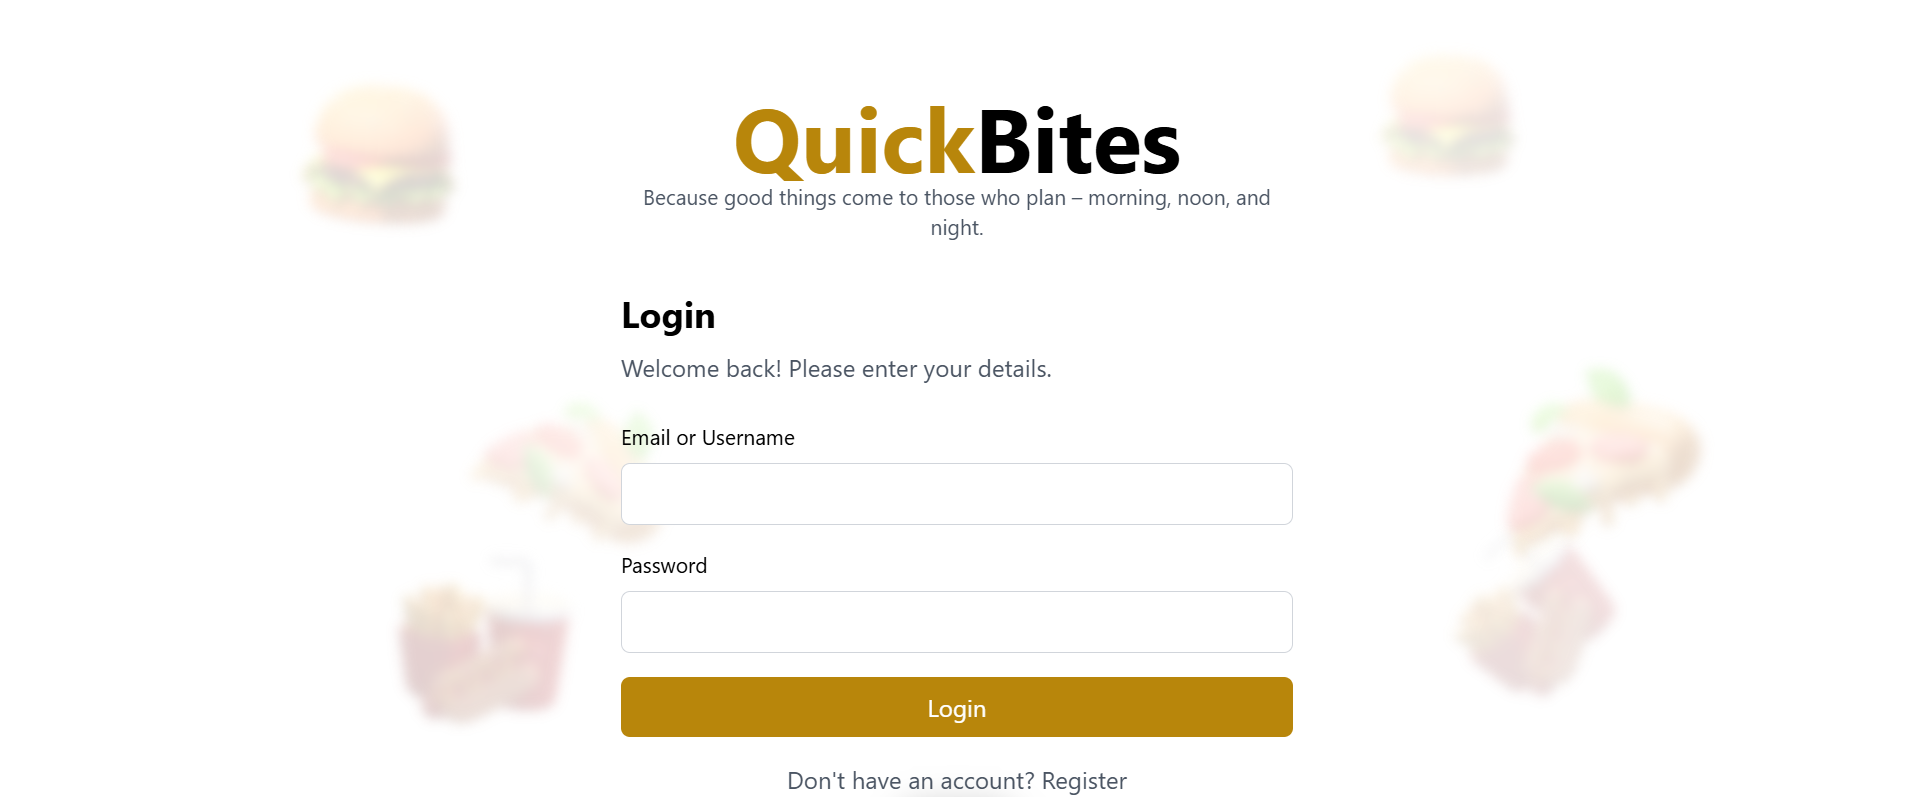 QuickBites
Because good things come to those who plan – morning, noon, and
night.
Login
Welcome back! Please enter your details.
Email or Username
Password
Login
Don't have an account? Register